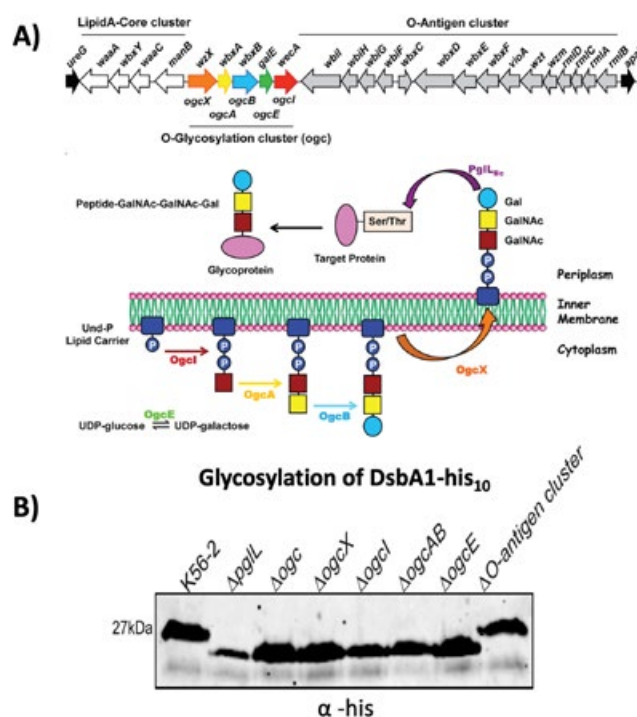 A)
LipidA-Core cluster
O-Antigen cluster
ureG waaA wbxY waaC manB wzX wbxA wbxB galE wecA wbiI wbiH wbiG wbiF wbxC wbxD wbxE wbxF vioA wzt wzm rmlD rmlC rmlA rmlB
ogcX ogcB ogcI
ogcA ogcE
O-Glycosylation cluster (ogc)
PglL
Peptide-GalNAc-GalNAc-Gal
Gal
GalNAc
GalNAc
Ser/Thr
Glycoprotein
Target Protein
P
P
Periplasm
Inner
Membrane
Cytoplasm
Und-P
Lipid Carrier
P P P P
OgcI P P P
OgcX
OgcA
OgcB
OgcE
UDP-glucose ⇌ UDP-galactose
Glycosylation of DsbA1-his10
B)
K56-2 ΔpglL Δogc ΔogcX ΔogcI ΔogcAB ΔogcE ΔO-antigen cluster
27kDa
α -his